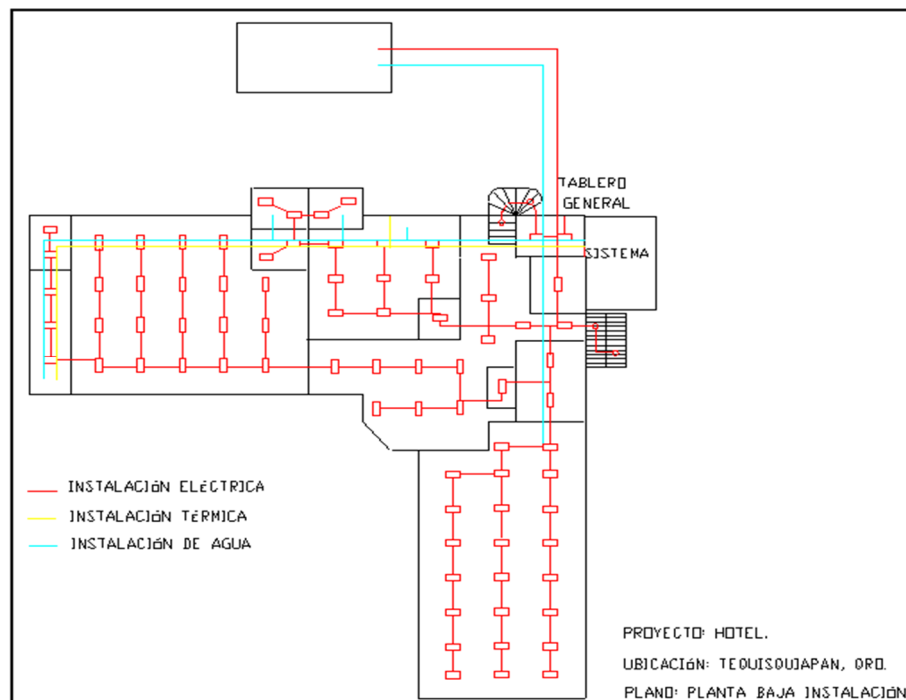 TABLERO
GENERAL
SISTEMA
INSTALACIóN ELéCTRICA
INSTALACIóN TéRMICA
INSTALACIóN DE AGUA
PROYECTO: HOTEL.
UBICACIóN: TEQUISQUIAPAN, QRO.
PLANO: PLANTA BAJA INSTALACIóN